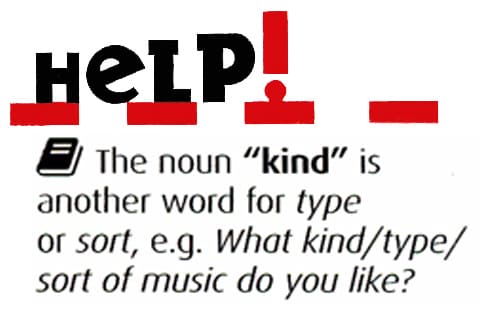 HeLP!
The noun “kind” is
another word for type
or sort, e.g. What kind/type/
sort of music do you like?